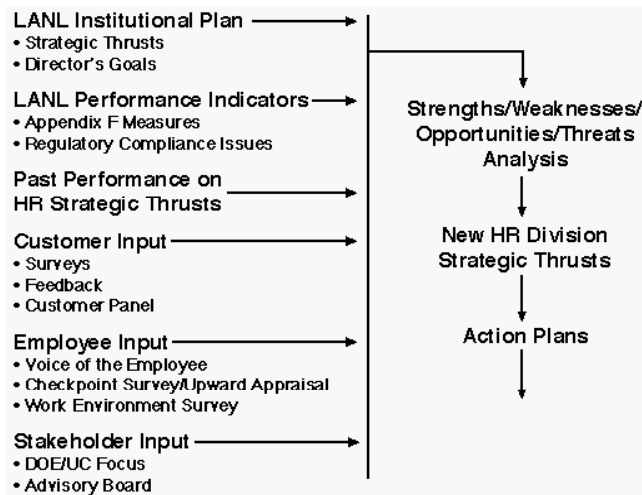 LANL Institutional Plan
• Strategic Thrusts
• Director's Goals
LANL Performance Indicators
• Appendix F Measures
• Regulatory Compliance Issues
Past Performance on
HR Strategic Thrusts
Customer Input
• Surveys
• Feedback
• Customer Panel
Employee Input
• Voice of the Employee
• Checkpoint Survey/Upward Appraisal
• Work Environment Survey
Stakeholder Input
• DOE/UC Focus
• Advisory Board
Strengths/Weaknesses/
Opportunities/Threats
Analysis
New HR Division
Strategic Thrusts
Action Plans